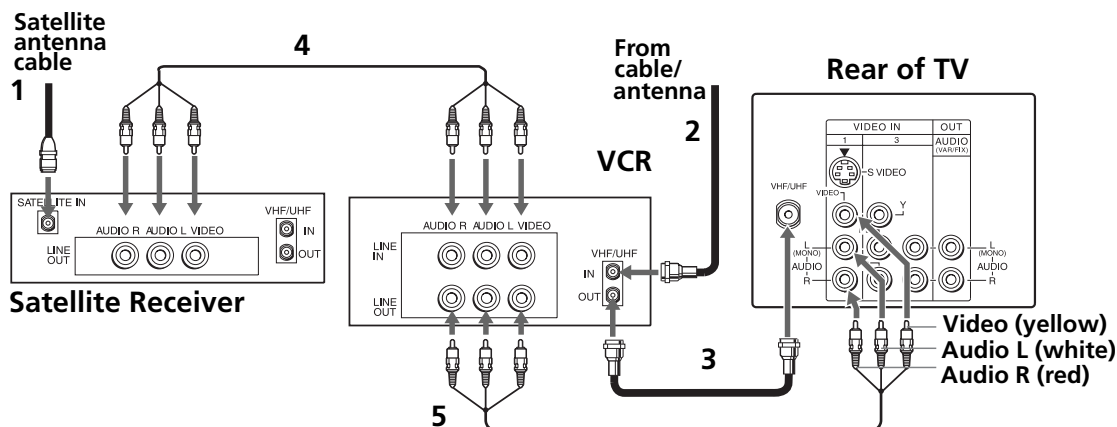 Satellite
antenna
cable
1
4
From
cable/
antenna
2
Rear of TV
VCR
SATELLITE IN
AUDIO R AUDIO L VIDEO
LINE
OUT
VHF/UHF
IN
OUT
Satellite Receiver
AUDIO R AUDIO L VIDEO
LINE
IN
LINE
OUT
VHF/UHF
IN
OUT
3
5
VIDEO IN
OUT
1
3
AUDIO
(VAR/FIX)
S VIDEO
VHF/UHF
VIDEO
Y
L
(MONO)
AUDIO
R
L
(MONO)
AUDIO
R
Video (yellow)
Audio L (white)
Audio R (red)